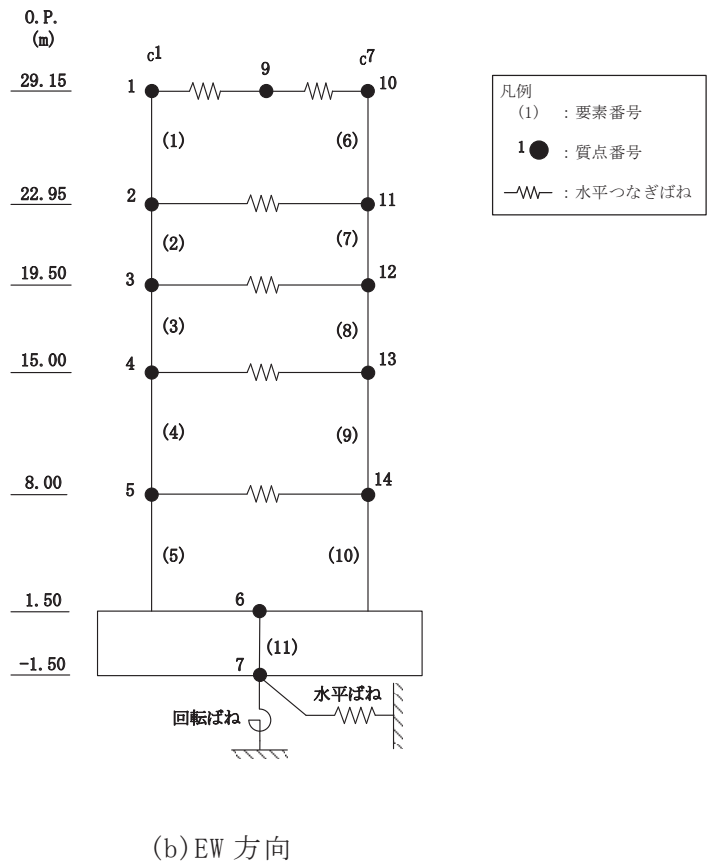 O.P.
(m)
c1 c7
29.15 1 9 10
(1) (6)
22.95 2 11
(2) (7)
19.50 3 12
(3) (8)
15.00 4 13
(4) (9)
8.00 5 14
(5) (10)
1.50 6
(11)
-1.50 7
水平ばね
回転ばね
凡例
(1) : 要素番号
1 : 質点番号
: 水平つなぎばね
(b)EW 方向